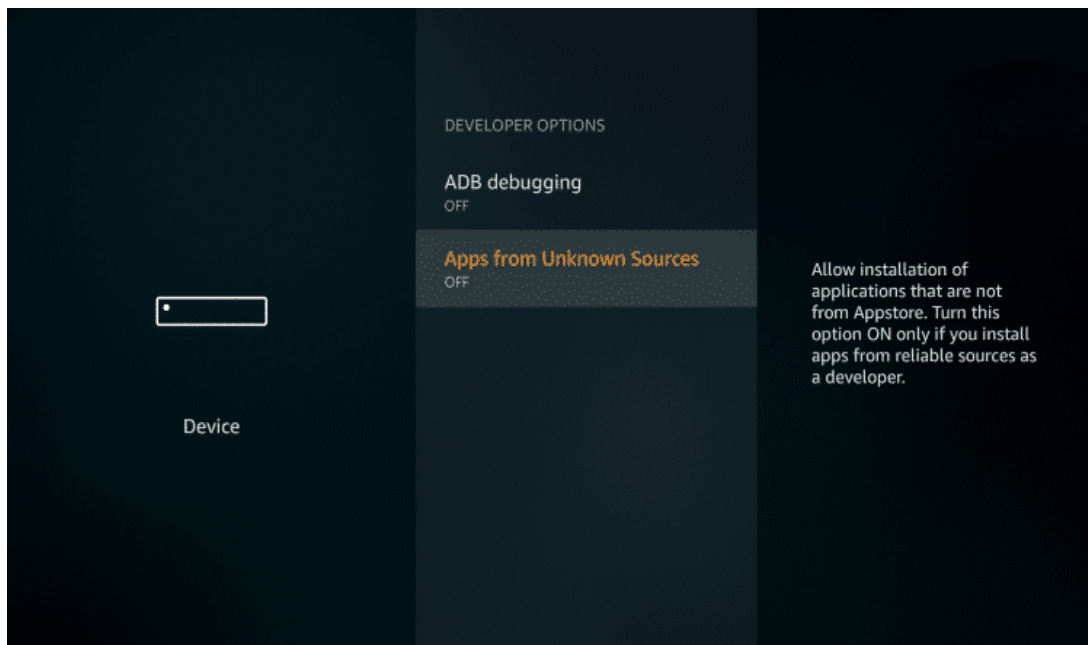 DEVELOPER OPTIONS
ADB debugging
OFF
Apps from Unknown Sources
OFF
Device
Allow installation of
applications that are not
from Appstore. Turn this
option ON only if you install
apps from reliable sources as
a developer.